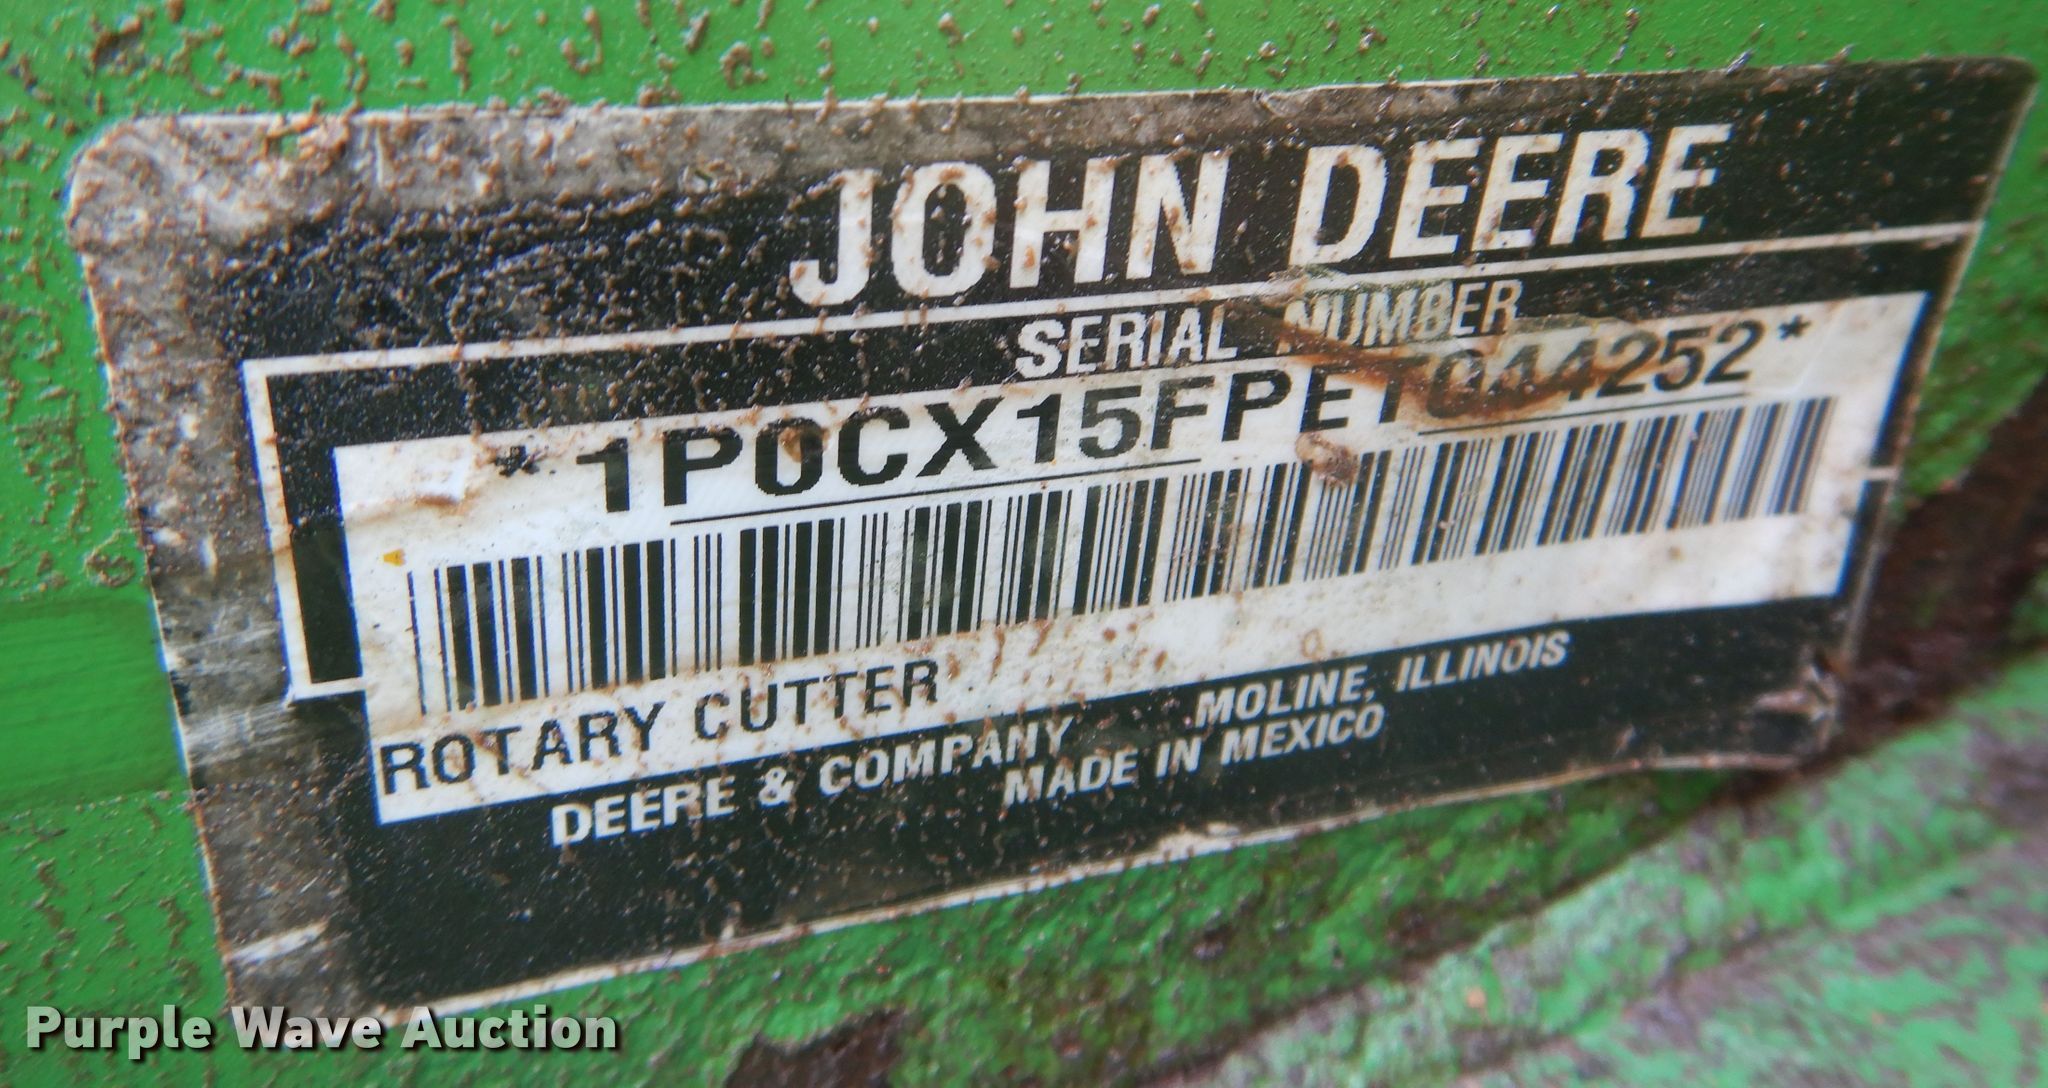 JOHN DEERE
SERIAL NUMBER
*1P0CX15FPET044252*
ROTARY CUTTER
DEERE & COMPANY MOLINE, ILLINOIS
MADE IN MEXICO
Purple Wave Auction